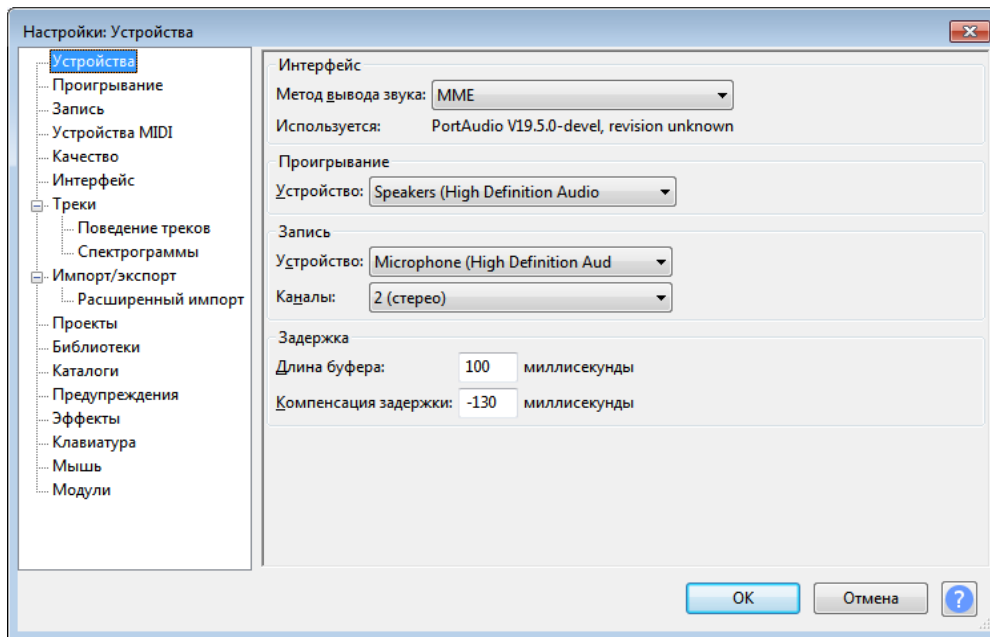 Настройки: Устройства
Устройства
Проигрывание
Запись
Устройства MIDI
Качество
Интерфейс
Треки
Поведение треков
Спектрограммы
Импорт/экспорт
Расширенный импорт
Проекты
Библиотеки
Каталоги
Предупреждения
Эффекты
Клавиатура
Мышь
Модули
Интерфейс
Метод вывода звука: MME
Используется: PortAudio V19.5.0-devel, revision unknown
Проигрывание
Устройство: Speakers (High Definition Audio
Запись
Устройство: Microphone (High Definition Aud
Каналы: 2 (стерео)
Задержка
Длина буфера: 100 миллисекунды
Компенсация задержки: -130 миллисекунды
OK Отмена ?